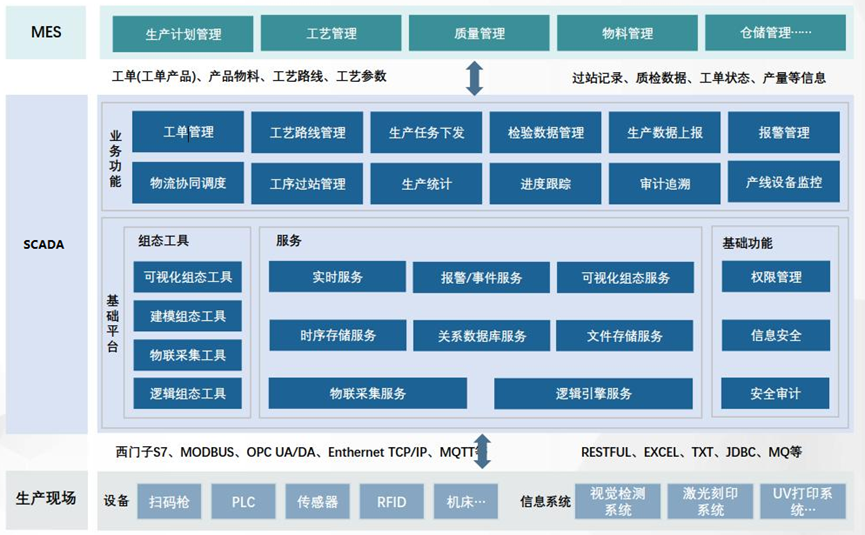 MES
生产计划管理
工艺管理
质量管理
物料管理
仓储管理……
工单(工单产品)、产品物料、工艺路线、工艺参数
过站记录、质检数据、工单状态、产量等信息
SCADA
业务功能
工单管理
工艺路线管理
生产任务下发
检验数据管理
生产数据上报
报警管理
物流协同调度
工序过站管理
生产统计
进度跟踪
审计追溯
产线设备监控
基础平台
组态工具
可视化组态工具
建模组态工具
物联采集工具
逻辑组态工具
服务
实时服务
报警/事件服务
可视化组态服务
时序存储服务
关系数据库服务
文件存储服务
物联采集服务
逻辑引擎服务
基础功能
权限管理
信息安全
安全审计
西门子S7、MODBUS、OPC UA/DA、Enthernet TCP/IP、MQTT等
RESTFUL、EXCEL、TXT、JDBC、MQ等
生产现场
设备
扫码枪
PLC
传感器
RFID
机床…
信息系统
视觉检测
系统
激光刻印
系统
UV打印系
统…